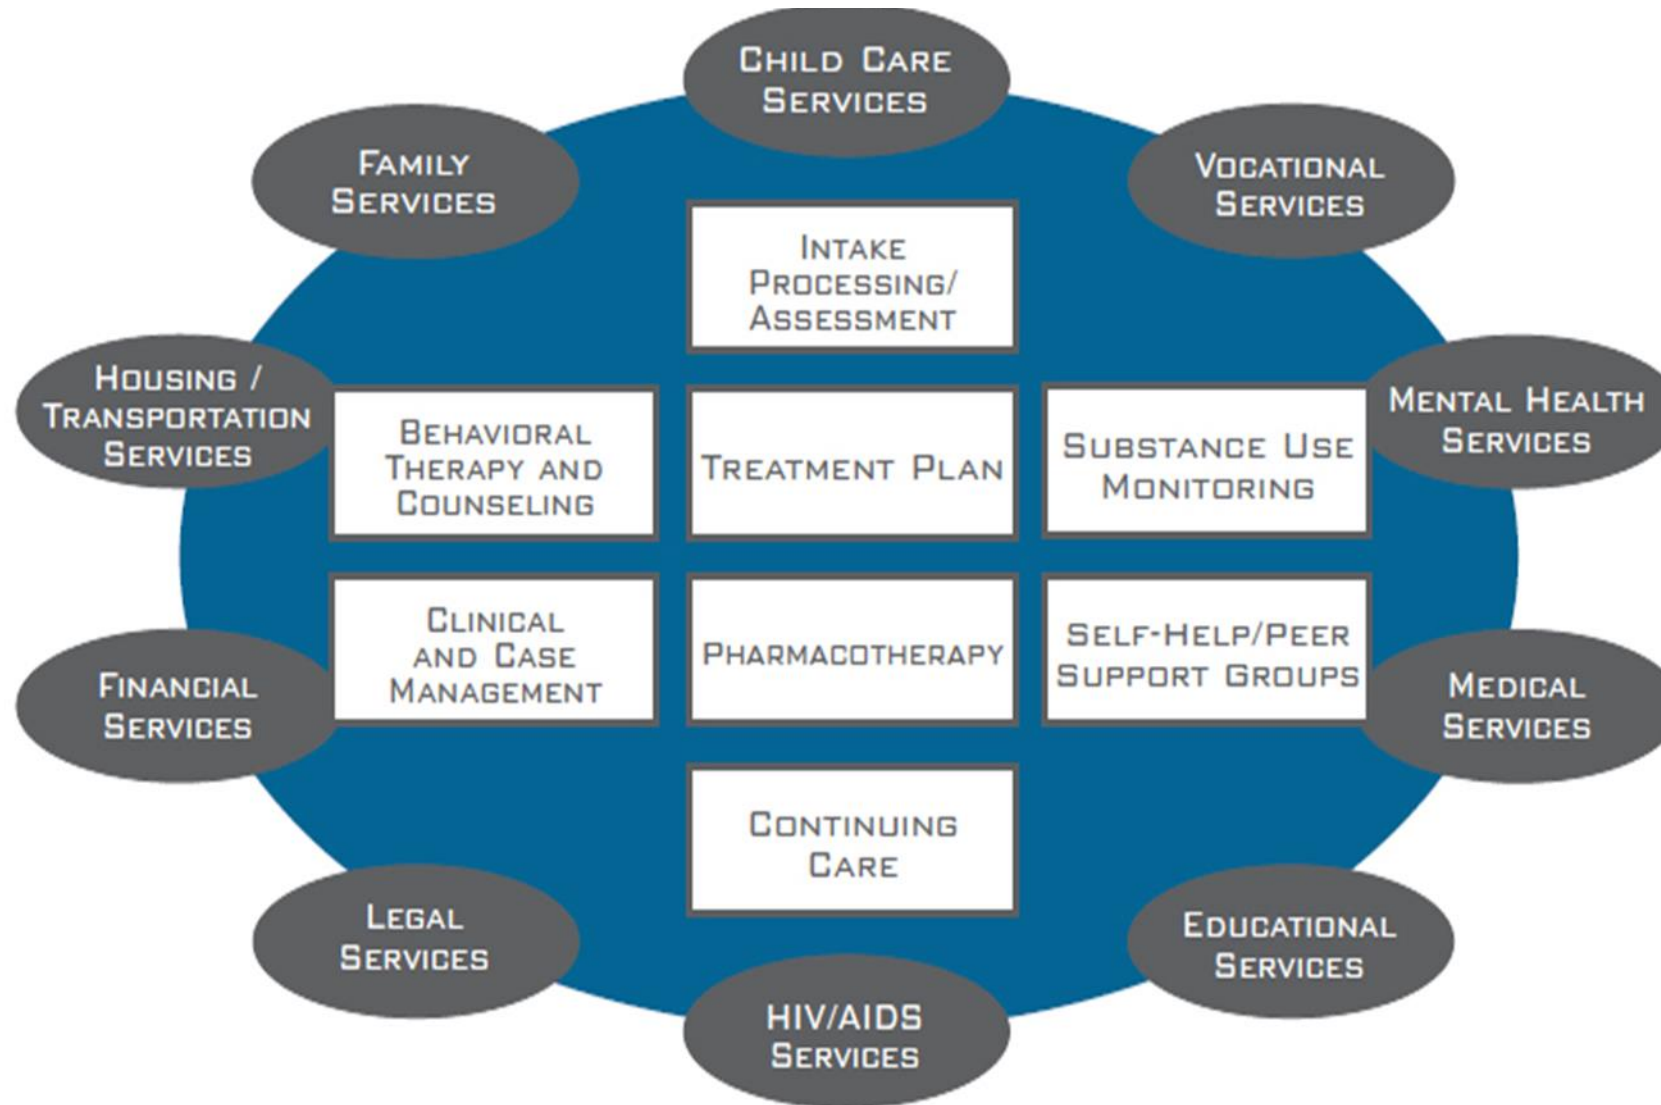 CHILD CARE
SERVICES
FAMILY
SERVICES
VOCATIONAL
SERVICES
INTAKE
PROCESSING/
ASSESSMENT
HOUSING /
TRANSPORTATION
SERVICES
BEHAVIORAL
THERAPY AND
COUNSELING
TREATMENT PLAN
SUBSTANCE USE
MONITORING
MENTAL HEALTH
SERVICES
FINANCIAL
SERVICES
CLINICAL
AND CASE
MANAGEMENT
PHARMACOTHERAPY
SELF-HELP/PEER
SUPPORT GROUPS
MEDICAL
SERVICES
CONTINUING
CARE
LEGAL
SERVICES
EDUCATIONAL
SERVICES
HIV/AIDS
SERVICES